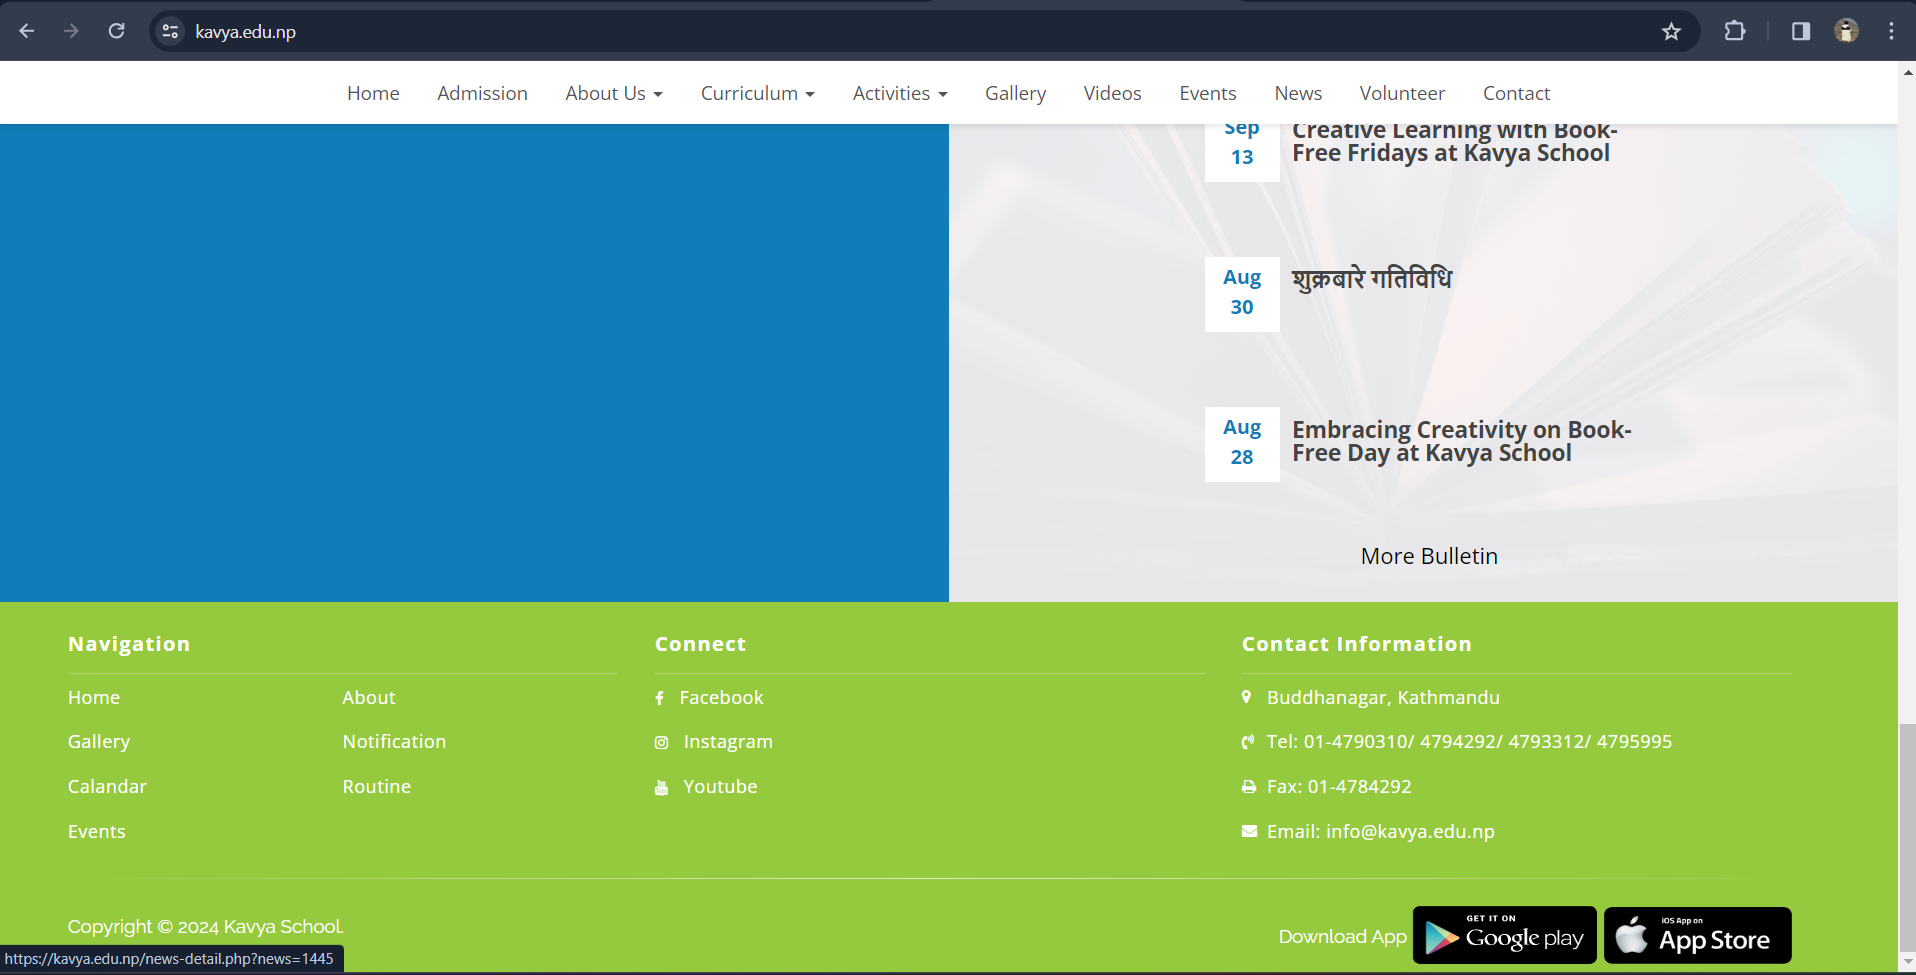 kavya.edu.np
Home Admission About Us Curriculum Activities Gallery Videos Events News Volunteer Contact
Sep
13
Creative Learning with Book-
Free Fridays at Kavya School
Aug
30
शुक्रबारे गतिविधि
Aug
28
Embracing Creativity on Book-
Free Day at Kavya School
More Bulletin
Navigation
Home About
Gallery Notification
Calandar Routine
Events
Connect
Facebook
Instagram
Youtube
Contact Information
Buddhanagar, Kathmandu
Tel: 01-4790310/ 4794292/ 4793312/ 4795995
Fax: 01-4784292
Email: info@kavya.edu.np
Copyright © 2024 Kavya School.
Download App
GET IT ON
Google play
iOS App on
App Store
https://kavya.edu.np/news-detail.php?news=1445